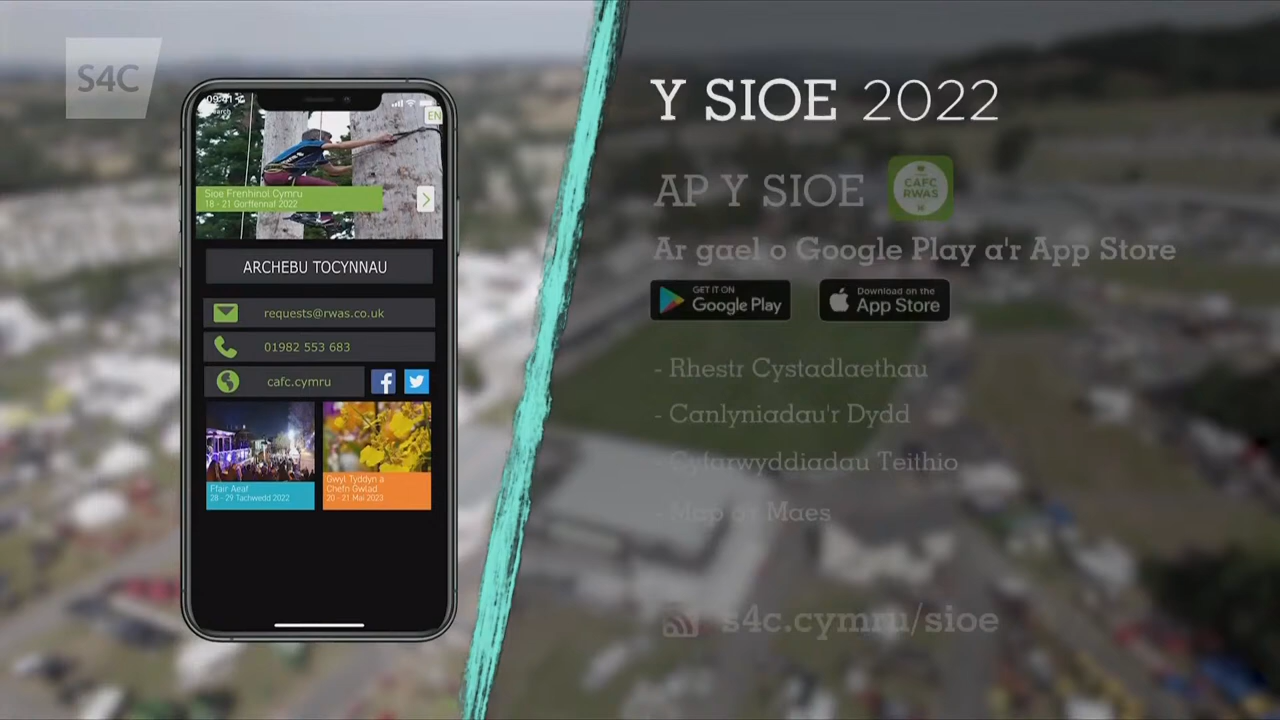 S4C
09:41
EN
Sioe Frenhinol Cymru
18 - 21 Gorffennaf 2022
ARCHEBU TOCYNNAU
requests@rwas.co.uk
01982 553 683
cafc.cymru
Ffair Aeaf
28 - 29 Tachwedd 2022
Gwyl Tyddyn a
Chefn Gwlad
20 - 21 Mai 2023
Y SIOE 2022
AP Y SIOE
CAFC
RWAS
Ar gael o Google Play a'r App Store
GET IT ON
Google Play
Download on the
App Store
- Rhestr Cystadlaethau
- Canlyniadau'r Dydd
- Cyfarwyddiadau Teithio
- Map o'r Maes
s4c.cymru/sioe